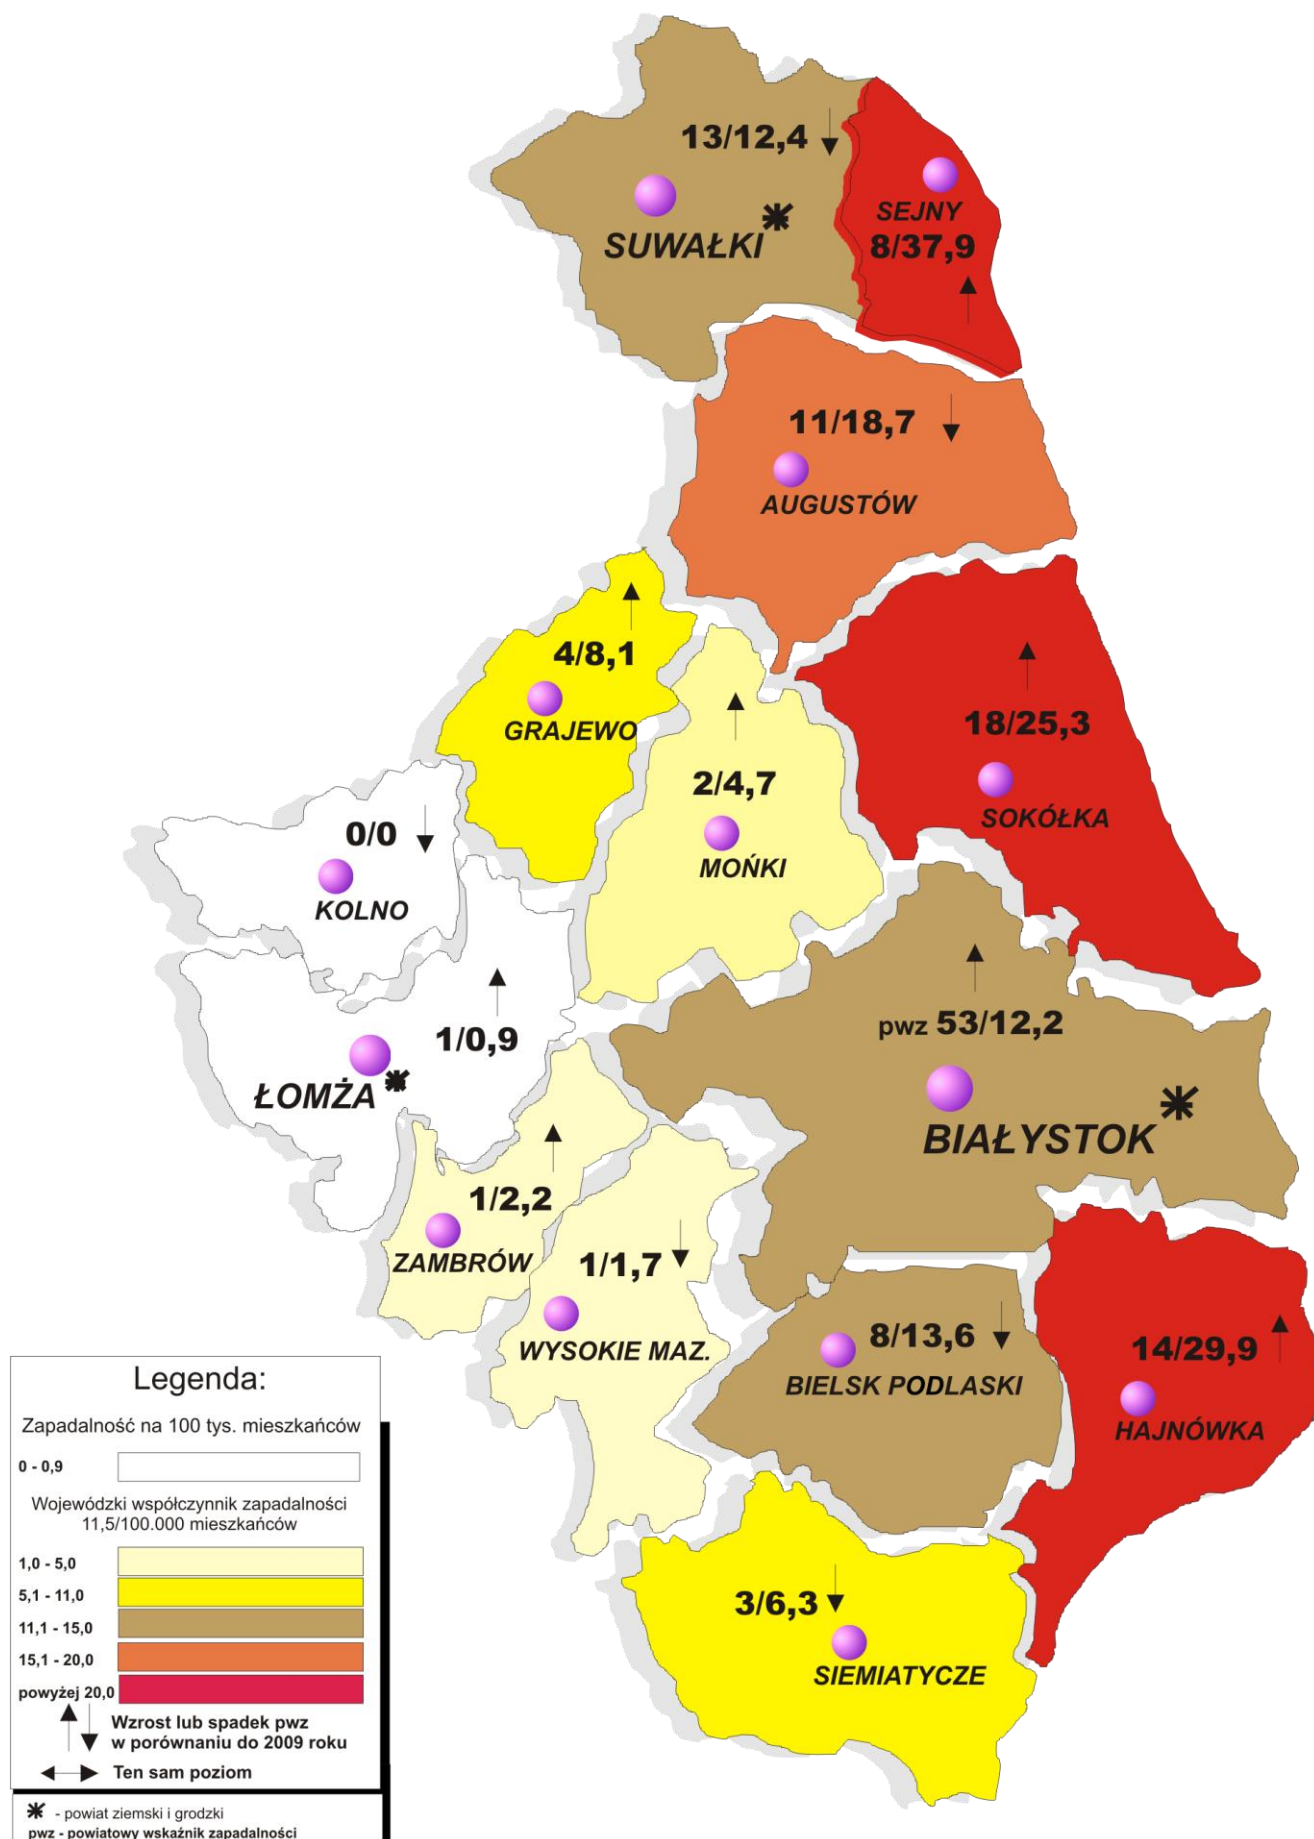 13/12,4
SUWAŁKI
SEJNY
8/37,9
11/18,7
AUGUSTÓW
4/8,1
GRAJEWO
18/25,3
SOKÓŁKA
2/4,7
MOŃKI
0/0
KOLNO
1/0,9
ŁOMŻA
pwz 53/12,2
BIAŁYSTOK
1/2,2
ZAMBRÓW
1/1,7
WYSOKIE MAZ.
8/13,6
BIELSK PODLASKI
14/29,9
HAJNÓWKA
3/6,3
SIEMIATYCZE
Legenda:
Zapadalność na 100 tys. mieszkańców
0 - 0,9
Wojewódzki współczynnik zapadalności
11,5/100.000 mieszkańców
1,0 - 5,0
5,1 - 11,0
11,1 - 15,0
15,1 - 20,0
powyżej 20,0
Wzrost lub spadek pwz
w porównaniu do 2009 roku
Ten sam poziom
- powiat ziemski i grodzki
pwz - powiatowy wskaźnik zapadalności